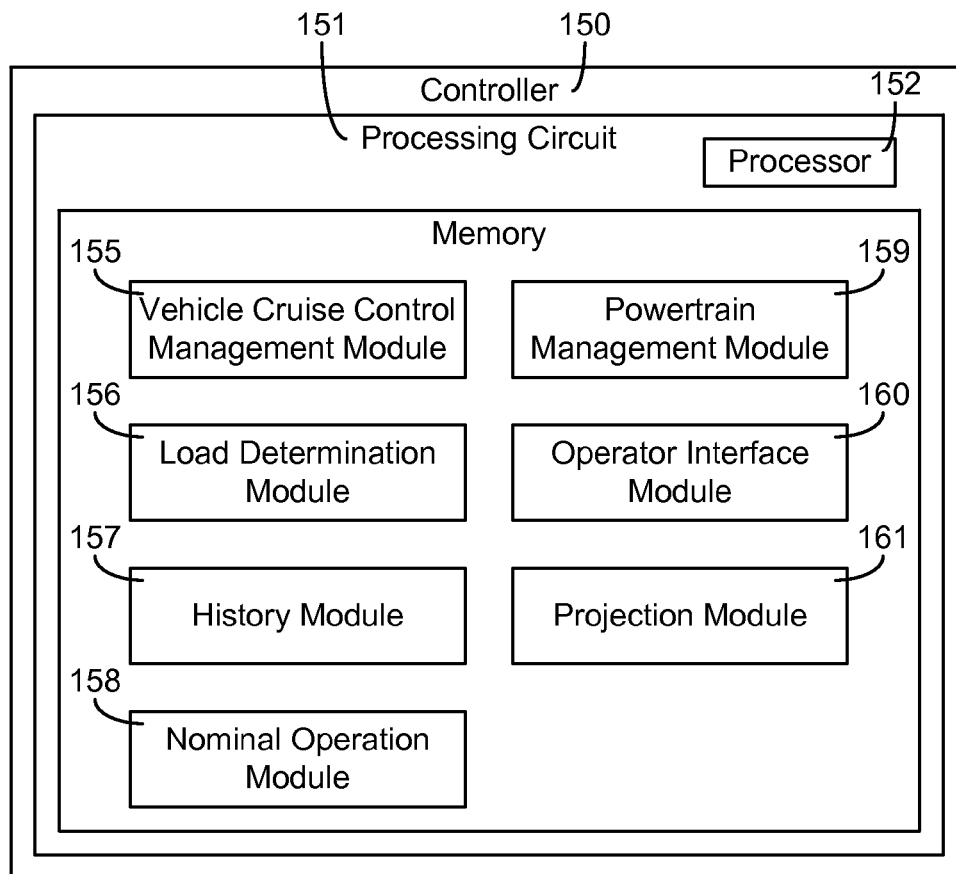 151
150
Controller
152
Processing Circuit
Processor
Memory
155
159
Vehicle Cruise Control
Management Module
Powertrain
Management Module
156
160
Load Determination
Module
Operator Interface
Module
157
161
History Module
Projection Module
158
Nominal Operation
Module